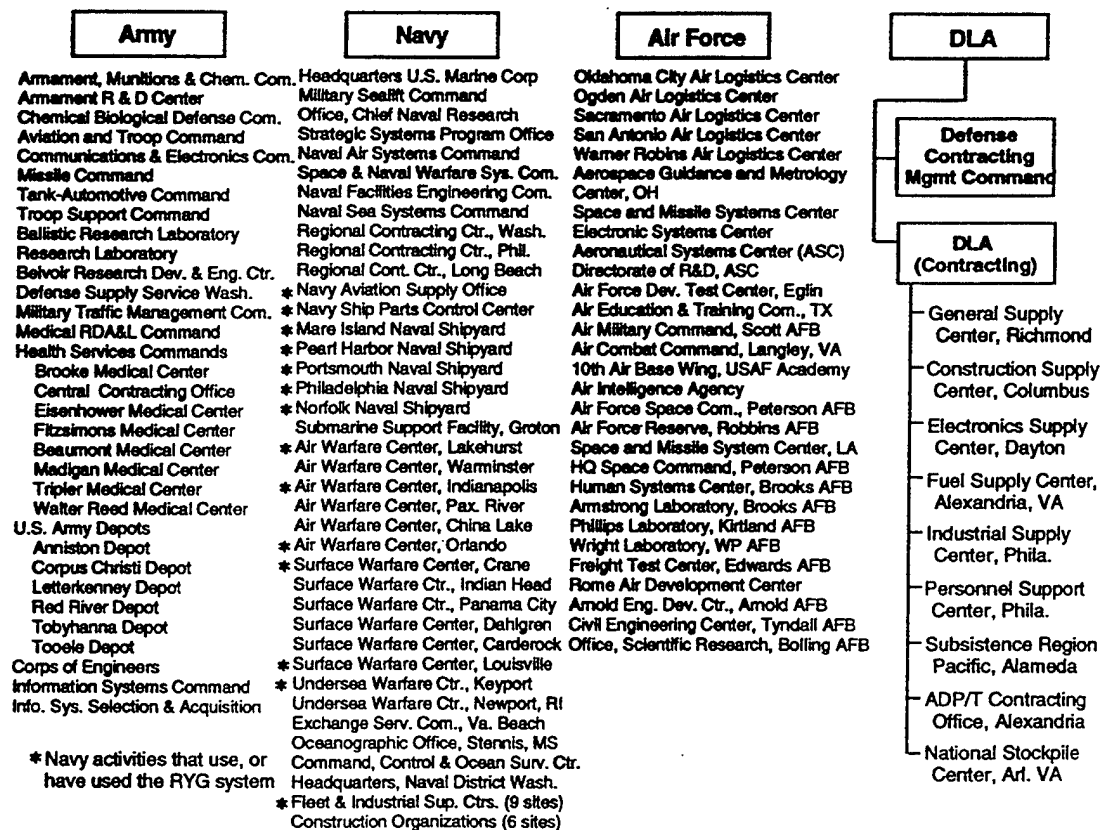 Army
Armament, Munitions & Chem. Com.
Armament R & D Center
Chemical Biological Defense Com.
Aviation and Troop Command
Communications & Electronics Com.
Missile Command
Tank-Automotive Command
Troop Support Command
Ballistic Research Laboratory
Research Laboratory
Belvoir Research Dev. & Eng. Ctr.
Defense Supply Service Wash.
Military Traffic Management Com.
Medical RDA&L Command
Health Services Commands
Brooke Medical Center
Central Contracting Office
Eisenhower Medical Center
Fitzsimons Medical Center
Beaumont Medical Center
Madigan Medical Center
Tripler Medical Center
Walter Reed Medical Center
U.S. Army Depots
Anniston Depot
Corpus Christi Depot
Letterkenney Depot
Red River Depot
Tobyhanna Depot
Tooele Depot
Corps of Engineers
Information Systems Command
Info. Sys. Selection & Acquisition
* Navy activities that use, or
have used the RYG system
Navy
Headquarters U.S. Marine Corp
Military Sealift Command
Office, Chief Naval Research
Strategic Systems Program Office
Naval Air Systems Command
Space & Naval Warfare Sys. Com.
Naval Facilities Engineering Com.
Naval Sea Systems Command
Regional Contracting Ctr., Wash.
Regional Contracting Ctr., Phil.
Regional Cont. Ctr., Long Beach
* Navy Aviation Supply Office
* Navy Ship Parts Control Center
* Mare Island Naval Shipyard
* Pearl Harbor Naval Shipyard
* Portsmouth Naval Shipyard
* Philadelphia Naval Shipyard
* Norfolk Naval Shipyard
Submarine Support Facility, Groton
* Air Warfare Center, Lakehurst
Air Warfare Center, Warminster
* Air Warfare Center, Indianapolis
Air Warfare Center, Pax. River
Air Warfare Center, China Lake
* Air Warfare Center, Orlando
* Surface Warfare Center, Crane
Surface Warfare Ctr., Indian Head
Surface Warfare Ctr., Panama City
Surface Warfare Center, Dahlgren
Surface Warfare Center, Carderock
* Surface Warfare Center, Louisville
* Undersea Warfare Ctr., Keyport
Undersea Warfare Ctr., Newport, RI
Exchange Serv. Com., Va. Beach
Oceanographic Office, Stennis, MS
Command, Control & Ocean Surv. Ctr.
Headquarters, Naval District Wash.
* Fleet & Industrial Sup. Ctrs. (9 sites)
Construction Organizations (6 sites)
Air Force
Oklahoma City Air Logistics Center
Ogden Air Logistics Center
Sacramento Air Logistics Center
San Antonio Air Logistics Center
Warner Robins Air Logistics Center
Aerospace Guidance and Metrology
Center, OH
Space and Missile Systems Center
Electronic Systems Center
Aeronautical Systems Center (ASC)
Directorate of R&D, ASC
Air Force Dev. Test Center, Eglin
Air Education & Training Com., TX
Air Military Command, Scott AFB
Air Combat Command, Langley, VA
10th Air Base Wing, USAF Academy
Air Intelligence Agency
Air Force Space Com., Peterson AFB
Air Force Reserve, Robbins AFB
Space and Missile System Center, LA
HQ Space Command, Peterson AFB
Human Systems Center, Brooks AFB
Armstrong Laboratory, Brooks AFB
Phillips Laboratory, Kirtland AFB
Wright Laboratory, WP AFB
Freight Test Center, Edwards AFB
Rome Air Development Center
Arnold Eng. Dev. Ctr., Arnold AFB
Civil Engineering Center, Tyndall AFB
Office, Scientific Research, Bolling AFB
DLA
Defense
Contracting
Mgmt Command
DLA
(Contracting)
General Supply
Center, Richmond
Construction Supply
Center, Columbus
Electronics Supply
Center, Dayton
Fuel Supply Center,
Alexandria, VA
Industrial Supply
Center, Phila.
Personnel Support
Center, Phila.
Subsistence Region
Pacific, Alameda
ADP/T Contracting
Office, Alexandria
National Stockpile
Center, Arl. VA